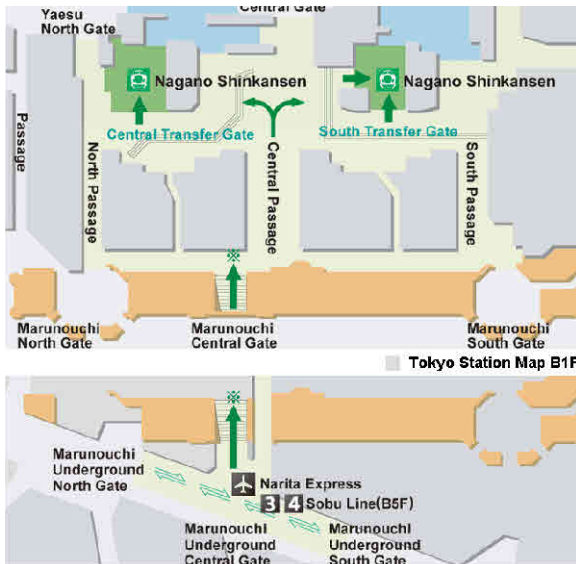 Central Gate
Yaesu
North Gate
Nagano Shinkansen
Nagano Shinkansen
Central Transfer Gate
South Transfer Gate
Passage
North Passage
Central Passage
South Passage
Marunouchi
North Gate
Marunouchi
Central Gate
Marunouchi
South Gate
Tokyo Station Map B1F
Marunouchi
Underground
North Gate
Narita Express
3 4 Sobu Line(B5F)
Marunouchi
Underground
Central Gate
Marunouchi
Underground
South Gate